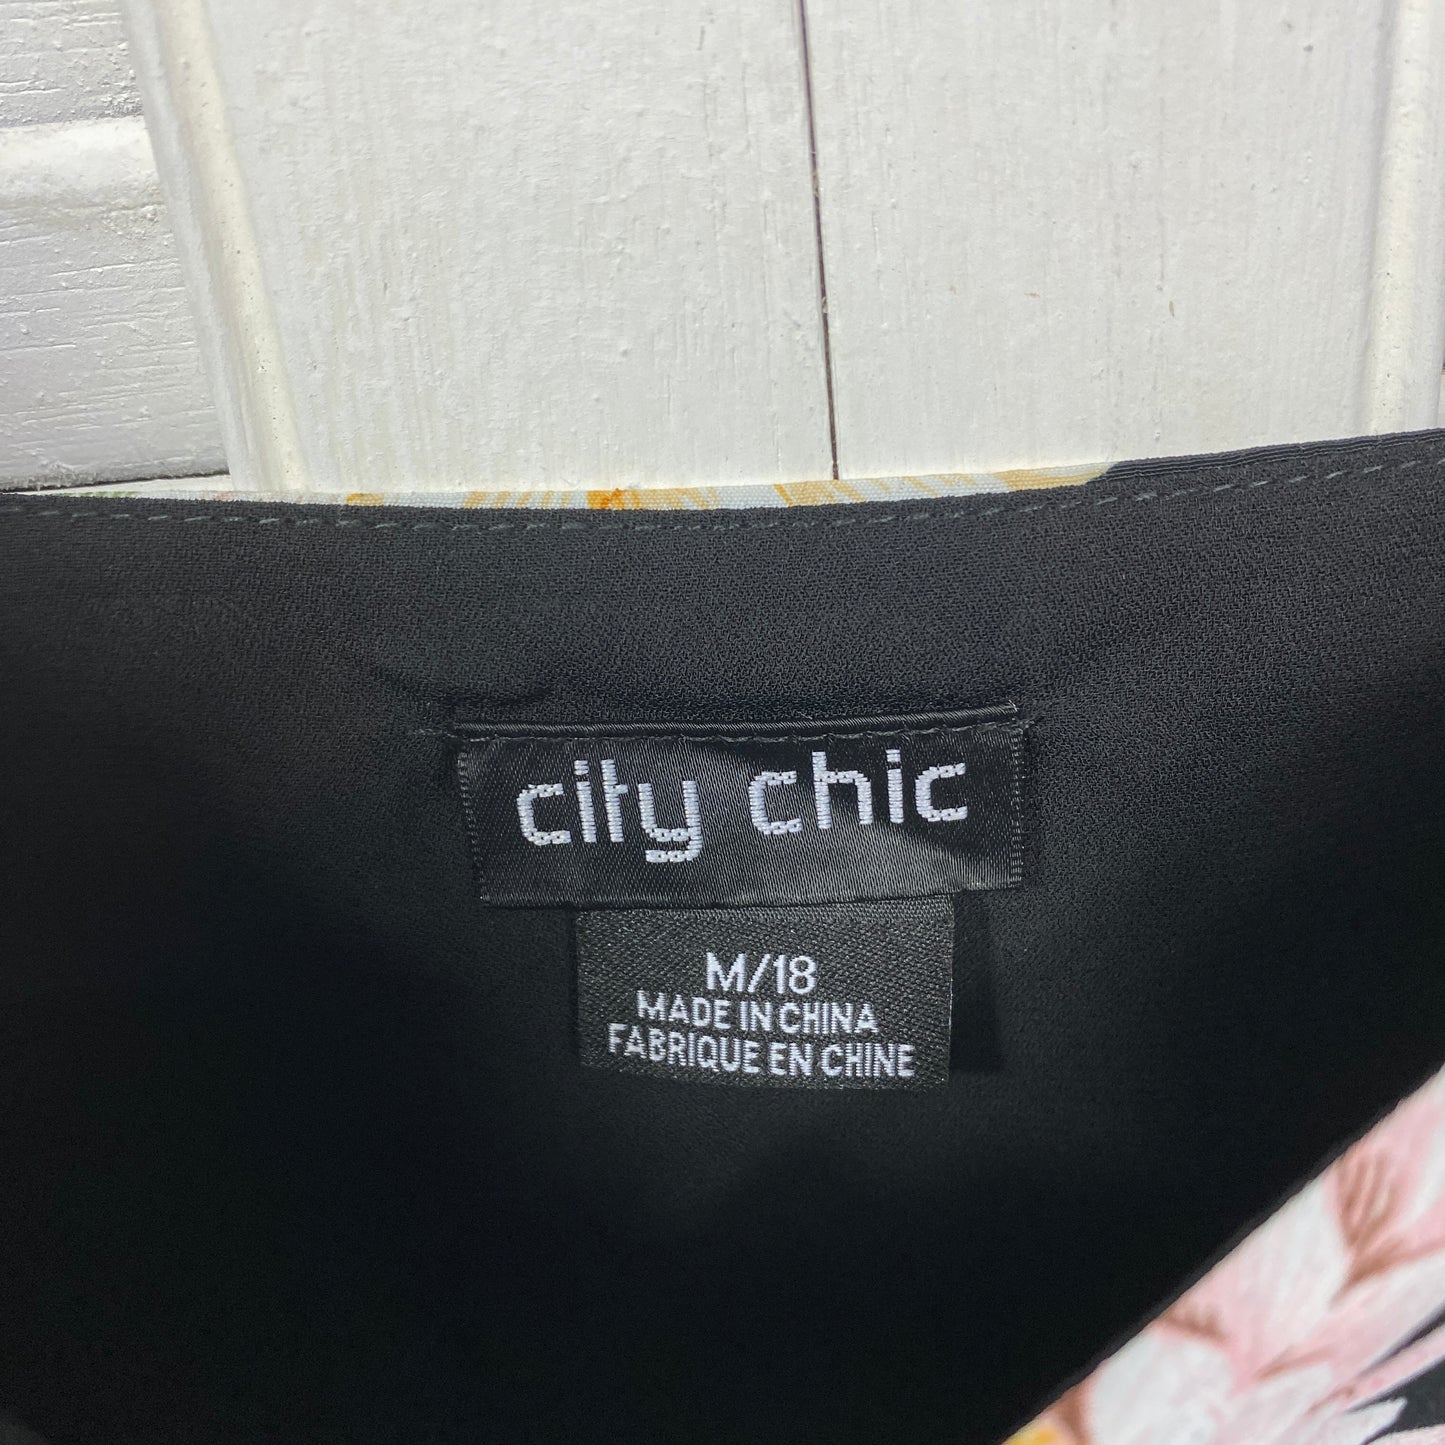 city chic
M/18
MADE IN CHINA
FABRIQUE EN CHINE